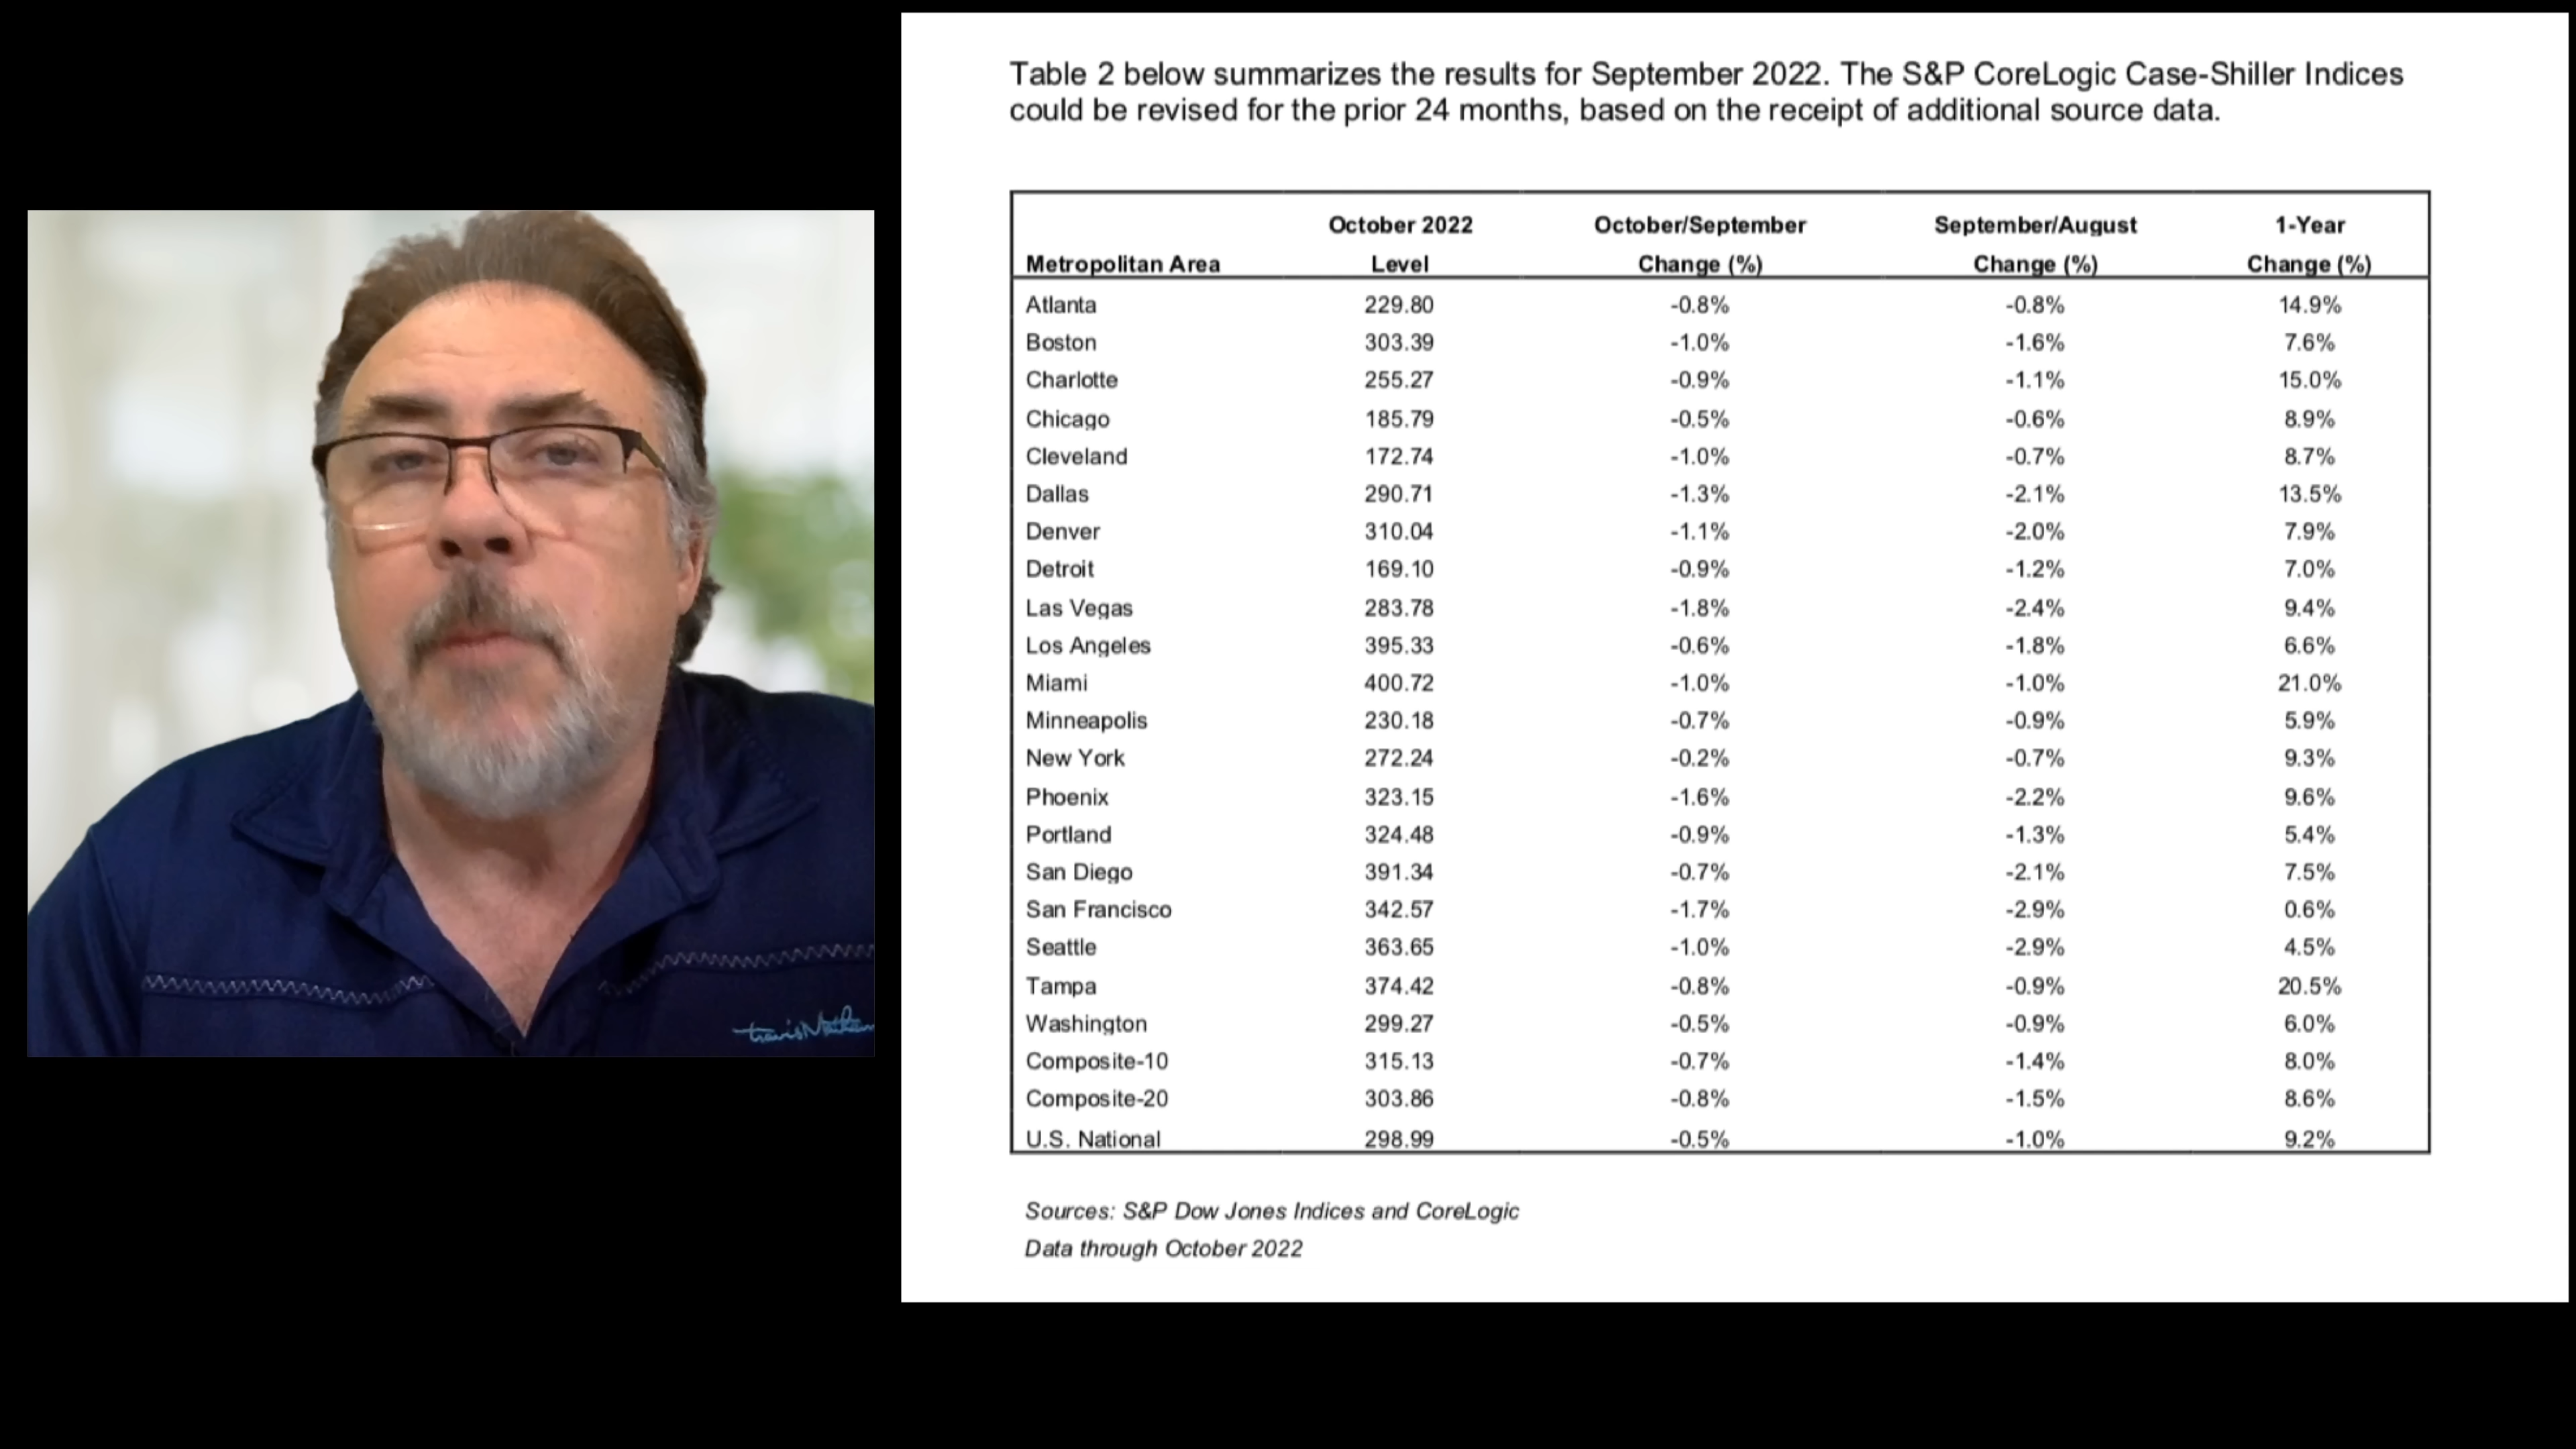 Table 2 below summarizes the results for September 2022. The S&P CoreLogic Case-Shiller Indices
could be revised for the prior 24 months, based on the receipt of additional source data.
October 2022 October/September September/August 1-Year
Metropolitan Area Level Change (%) Change (%) Change (%)
Atlanta 229.80 -0.8% -0.8% 14.9%
Boston 303.39 -1.0% -1.6% 7.6%
Charlotte 255.27 -0.9% -1.1% 15.0%
Chicago 185.79 -0.5% -0.6% 8.9%
Cleveland 172.74 -1.0% -0.7% 8.7%
Dallas 290.71 -1.3% -2.1% 13.5%
Denver 310.04 -1.1% -2.0% 7.9%
Detroit 169.10 -0.9% -1.2% 7.0%
Las Vegas 283.78 -1.8% -2.4% 9.4%
Los Angeles 395.33 -0.6% -1.8% 6.6%
Miami 400.72 -1.0% -1.0% 21.0%
Minneapolis 230.18 -0.7% -0.9% 5.9%
New York 272.24 -0.2% -0.7% 9.3%
Phoenix 323.15 -1.6% -2.2% 9.6%
Portland 324.48 -0.9% -1.3% 5.4%
San Diego 391.34 -0.7% -2.1% 7.5%
San Francisco 342.57 -1.7% -2.9% 0.6%
Seattle 363.65 -1.0% -2.9% 4.5%
Tampa 374.42 -0.8% -0.9% 20.5%
Washington 299.27 -0.5% -0.9% 6.0%
Composite-10 315.13 -0.7% -1.4% 8.0%
Composite-20 303.86 -0.8% -1.5% 8.6%
U.S. National 298.99 -0.5% -1.0% 9.2%
Sources: S&P Dow Jones Indices and CoreLogic
Data through October 2022